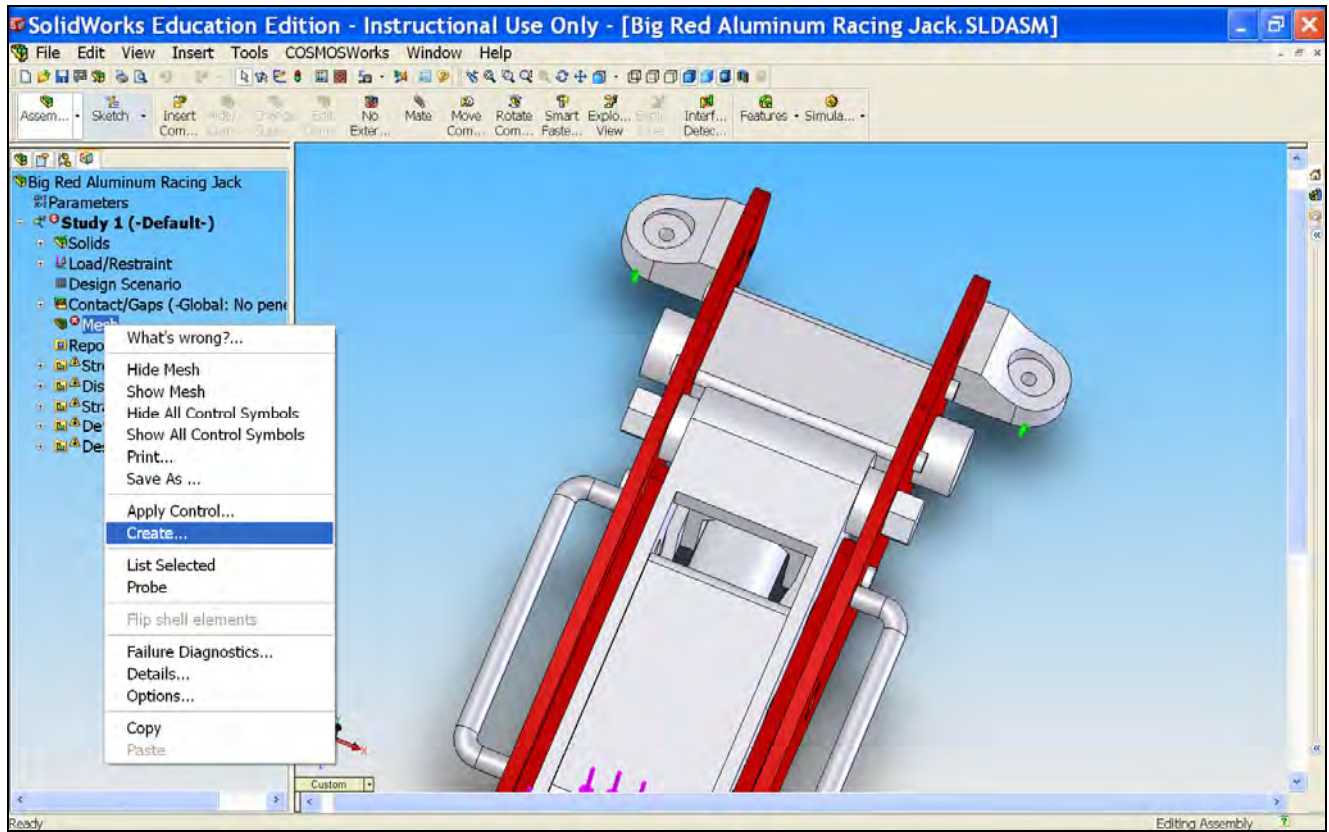 SolidWorks Education Edition - Instructional Use Only - [Big Red Aluminum Racing Jack.SLDASM]
File Edit View Insert Tools COSMOSWorks Window Help
Assem... Sketch Insert Com... No Exter... Mate Move Com... Rotate Com... Smart Faste... Explo... View Interf... Detec... Features Simula...
Big Red Aluminum Racing Jack
Parameters
Study 1 (-Default-)
Solids
Load/Restraint
Design Scenario
Contact/Gaps (-Global: No pene
Mesh
Repo
Str
Dis
Stra
De
Des
What's wrong?...
Hide Mesh
Show Mesh
Hide All Control Symbols
Show All Control Symbols
Print...
Save As ...
Apply Control...
Create...
List Selected
Probe
Flip shell elements
Failure Diagnostics...
Details...
Options...
Copy
Paste
x
Custom
Ready
Editing Assembly